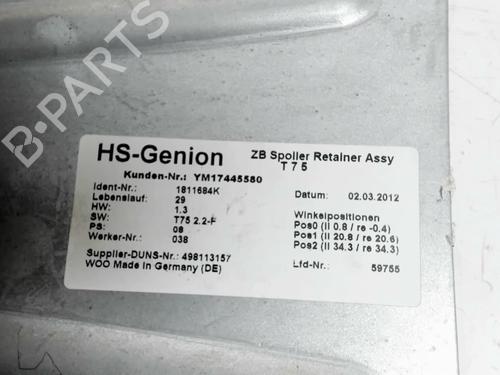 B-PARTS
HS-Genion
ZB Spoiler Retainer Assy
T 7 5
Kunden-Nr.: YM17445580
Ident-Nr.: 1811684K
Lebenslauf: 29
HW: 1.3
SW: T75 2.2-F
PS: 08
Werker-Nr.: 038
Datum: 02.03.2012
Winkelpositionen
Pos0 (li 0.8 / re -0.4)
Pos1 (li 20.8 / re 20.6)
Pos2 (li 34.3 / re 34.3)
Supplier-DUNS-Nr.: 498113157
WOO Made in Germany (DE)
Lfd-Nr.: 59755